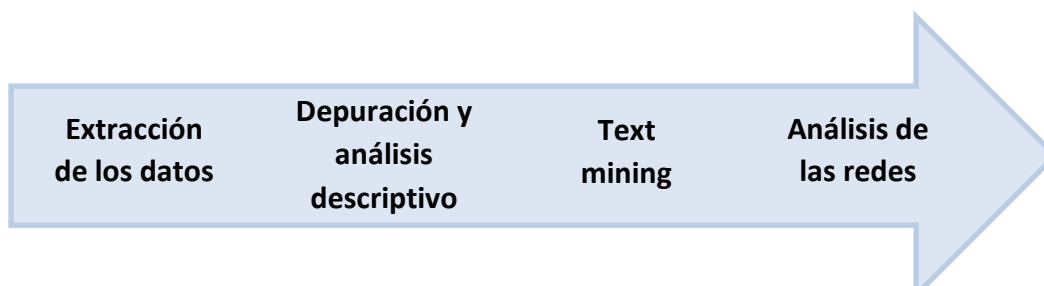 Extracción
de los datos
Depuración y
análisis
descriptivo
Text
mining
Análisis de
las redes